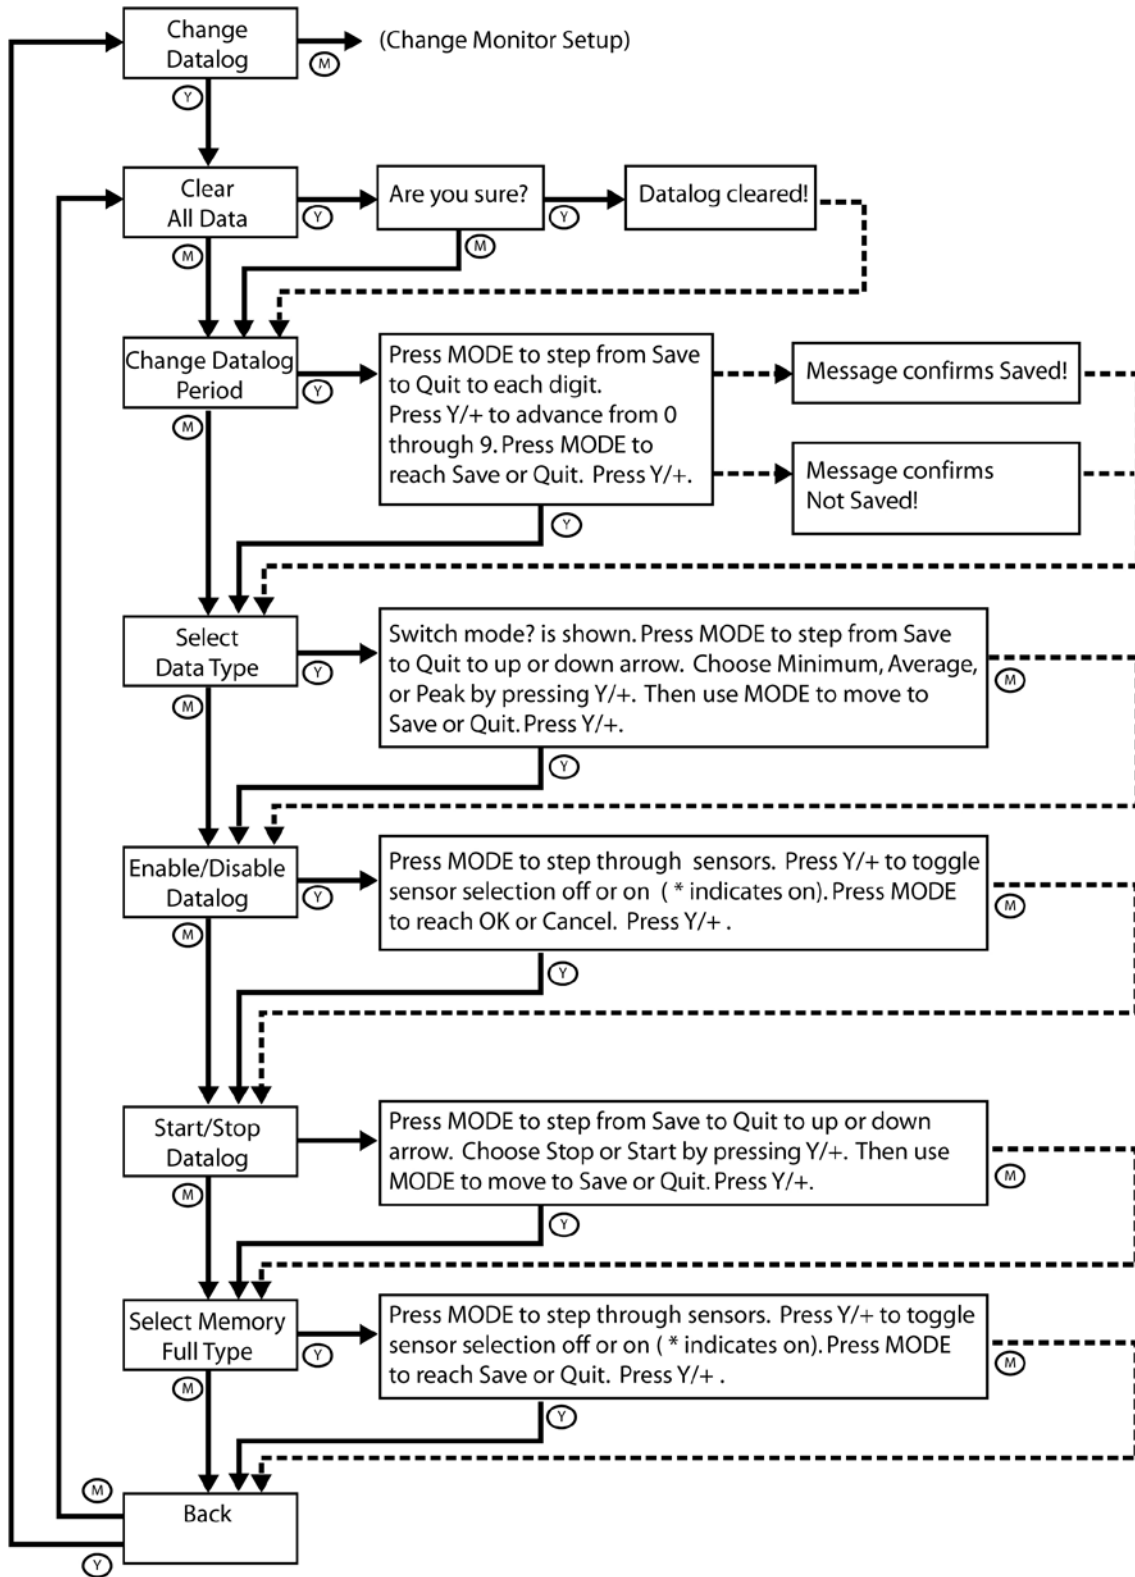 Change
Datalog
(Change Monitor Setup)
M
Y
Clear
All Data
Y
Are you sure?
Y
Datalog cleared!
M
M
Change Datalog
Period
Y
M
Press MODE to step from Save
to Quit to each digit.
Press Y/+ to advance from 0
through 9. Press MODE to
reach Save or Quit. Press Y/+.
Message confirms Saved!
Message confirms
Not Saved!
Y
Select
Data Type
Y
M
Switch mode? is shown. Press MODE to step from Save
to Quit to up or down arrow. Choose Minimum, Average,
or Peak by pressing Y/+. Then use MODE to move to
Save or Quit. Press Y/+.
M
Y
Enable/Disable
Datalog
Y
M
Press MODE to step through sensors. Press Y/+ to toggle
sensor selection off or on ( * indicates on). Press MODE
to reach OK or Cancel. Press Y/+ .
M
Y
Start/Stop
Datalog
M
Press MODE to step from Save to Quit to up or down
arrow. Choose Stop or Start by pressing Y/+. Then use
MODE to move to Save or Quit. Press Y/+.
M
Y
Select Memory
Full Type
Y
M
Press MODE to step through sensors. Press Y/+ to toggle
sensor selection off or on ( * indicates on). Press MODE
to reach Save or Quit. Press Y/+ .
M
Y
M
Back
Y